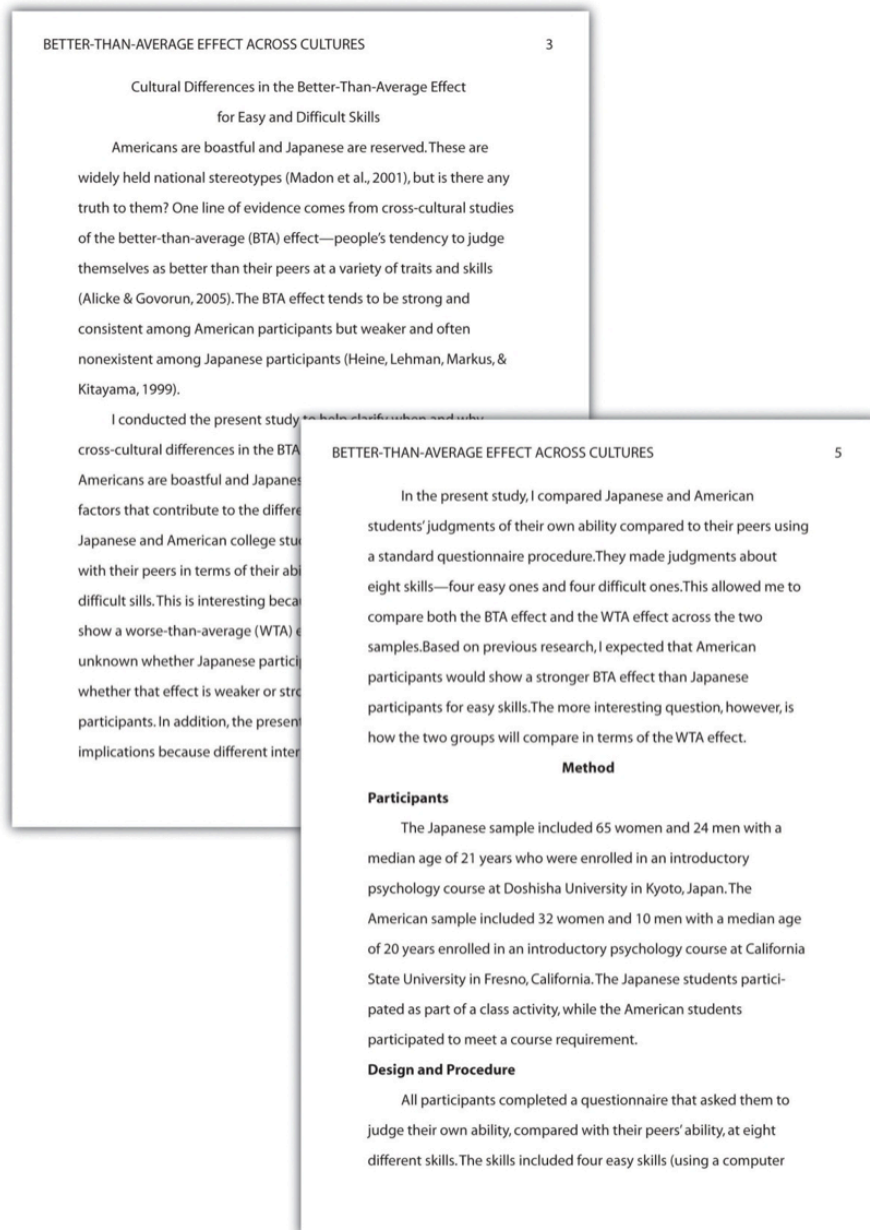 BETTER-THAN-AVERAGE EFFECT ACROSS CULTURES 3
Cultural Differences in the Better-Than-Average Effect
for Easy and Difficult Skills
Americans are boastful and Japanese are reserved. These are
widely held national stereotypes (Madon et al., 2001), but is there any
truth to them? One line of evidence comes from cross-cultural studies
of the better-than-average (BTA) effect—people's tendency to judge
themselves as better than their peers at a variety of traits and skills
(Alicke & Govorun, 2005). The BTA effect tends to be strong and
consistent among American participants but weaker and often
nonexistent among Japanese participants (Heine, Lehman, Markus, &
Kitayama, 1999).
I conducted the present study to help clarify when and why
cross-cultural differences in the BTA
Americans are boastful and Japanes
factors that contribute to the differe
Japanese and American college stu
with their peers in terms of their abi
difficult sills. This is interesting beca
show a worse-than-average (WTA) e
unknown whether Japanese partici
whether that effect is weaker or stro
participants. In addition, the present
implications because different inter
BETTER-THAN-AVERAGE EFFECT ACROSS CULTURES 5
In the present study, I compared Japanese and American
students' judgments of their own ability compared to their peers using
a standard questionnaire procedure.They made judgments about
eight skills—four easy ones and four difficult ones.This allowed me to
compare both the BTA effect and the WTA effect across the two
samples.Based on previous research, I expected that American
participants would show a stronger BTA effect than Japanese
participants for easy skills.The more interesting question, however, is
how the two groups will compare in terms of the WTA effect.
Method
Participants
The Japanese sample included 65 women and 24 men with a
median age of 21 years who were enrolled in an introductory
psychology course at Doshisha University in Kyoto, Japan. The
American sample included 32 women and 10 men with a median age
of 20 years enrolled in an introductory psychology course at California
State University in Fresno, California. The Japanese students partici-
pated as part of a class activity, while the American students
participated to meet a course requirement.
Design and Procedure
All participants completed a questionnaire that asked them to
judge their own ability, compared with their peers' ability, at eight
different skills. The skills included four easy skills (using a computer